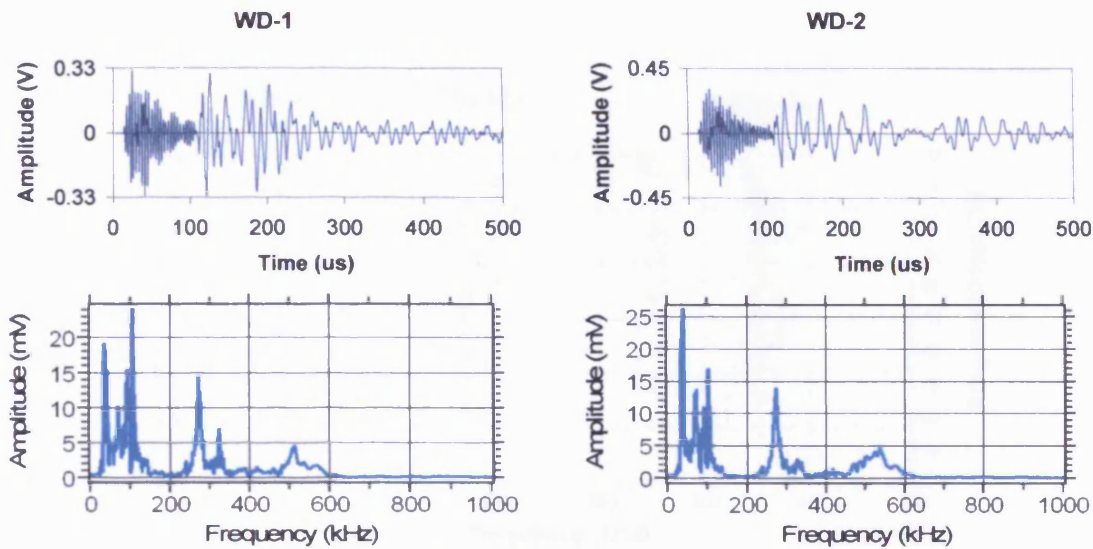 WD-1
WD-2
Amplitude (V)
0.33
0
-0.33
0 100 200 300 400 500
Time (us)
Amplitude (V)
0.45
0
-0.45
0 100 200 300 400 500
Time (us)
Amplitude (mV)
20
15
10
5
0
0 200 400 600 800 1000
Frequency (kHz)
Amplitude (mV)
25
20
15
10
5
0
0 200 400 600 800 1000
Frequency (kHz)